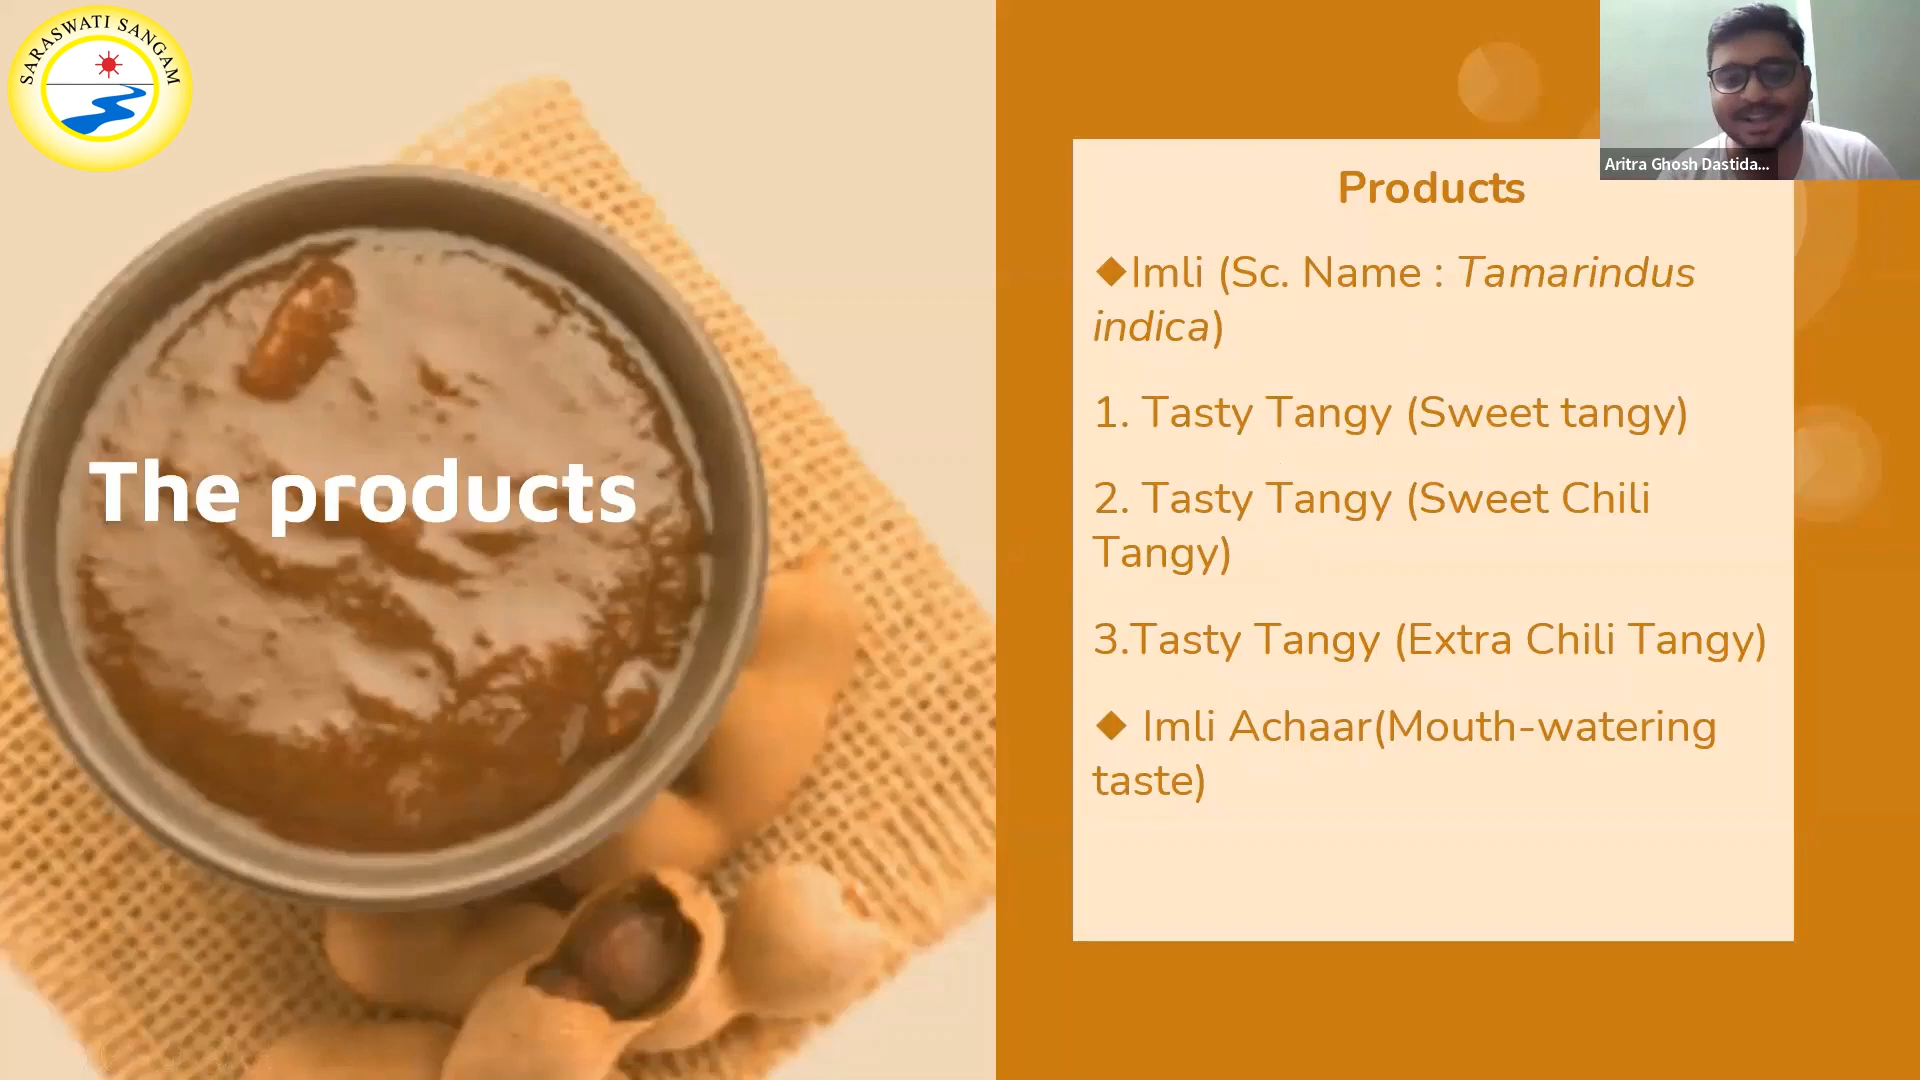 SARASWATI SANGAM
The products
Aritra Ghosh Dastida...
Products
◆Imli (Sc. Name : Tamarindus
indica)
1. Tasty Tangy (Sweet tangy)
2. Tasty Tangy (Sweet Chili
Tangy)
3.Tasty Tangy (Extra Chili Tangy)
◆ Imli Achaar(Mouth-watering
taste)